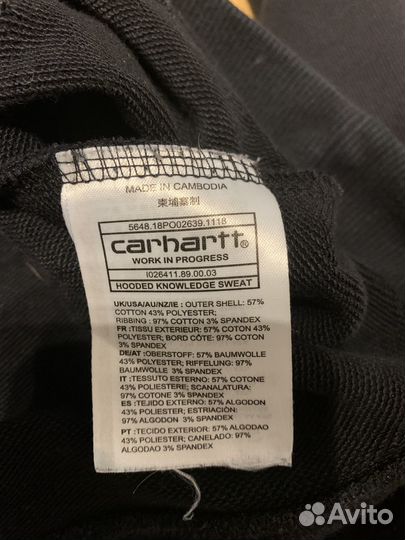 MADE IN CAMBODIA
柬埔寨制
5648.18PO02639.1118
carhartt®
WORK IN PROGRESS
I026411.89.00.03
HOODED KNOWLEDGE SWEAT
UK/USA/AU/NZ/IE : OUTER SHELL: 57%
COTTON 43% POLYESTER;
RIBBING : 97% COTTON 3% SPANDEX
FR :TISSU EXTERIEUR: 57% COTON 43%
POLYESTER; BORD CÔTE: 97% COTON
3% SPANDEX
DE/AT :OBERSTOFF: 57% BAUMWOLLE
43% POLYESTER; RIFFELUNG: 97%
BAUMWOLLE 3% SPANDEX
IT :TESSUTO ESTERNO: 57% COTONE
43% POLIESTERE; SCANALATURA:
97% COTONE 3% SPANDEX
ES :TEJIDO EXTERNO: 57% ALGODON
43% POLIESTER; ESTRIACIÓN:
97% ALGODON 3% SPANDEX
PT :TECIDO EXTERIOR: 57% ALGODAO
43% POLIESTER; CANELADO: 97%
ALGODAO 3% SPANDEX
Avito